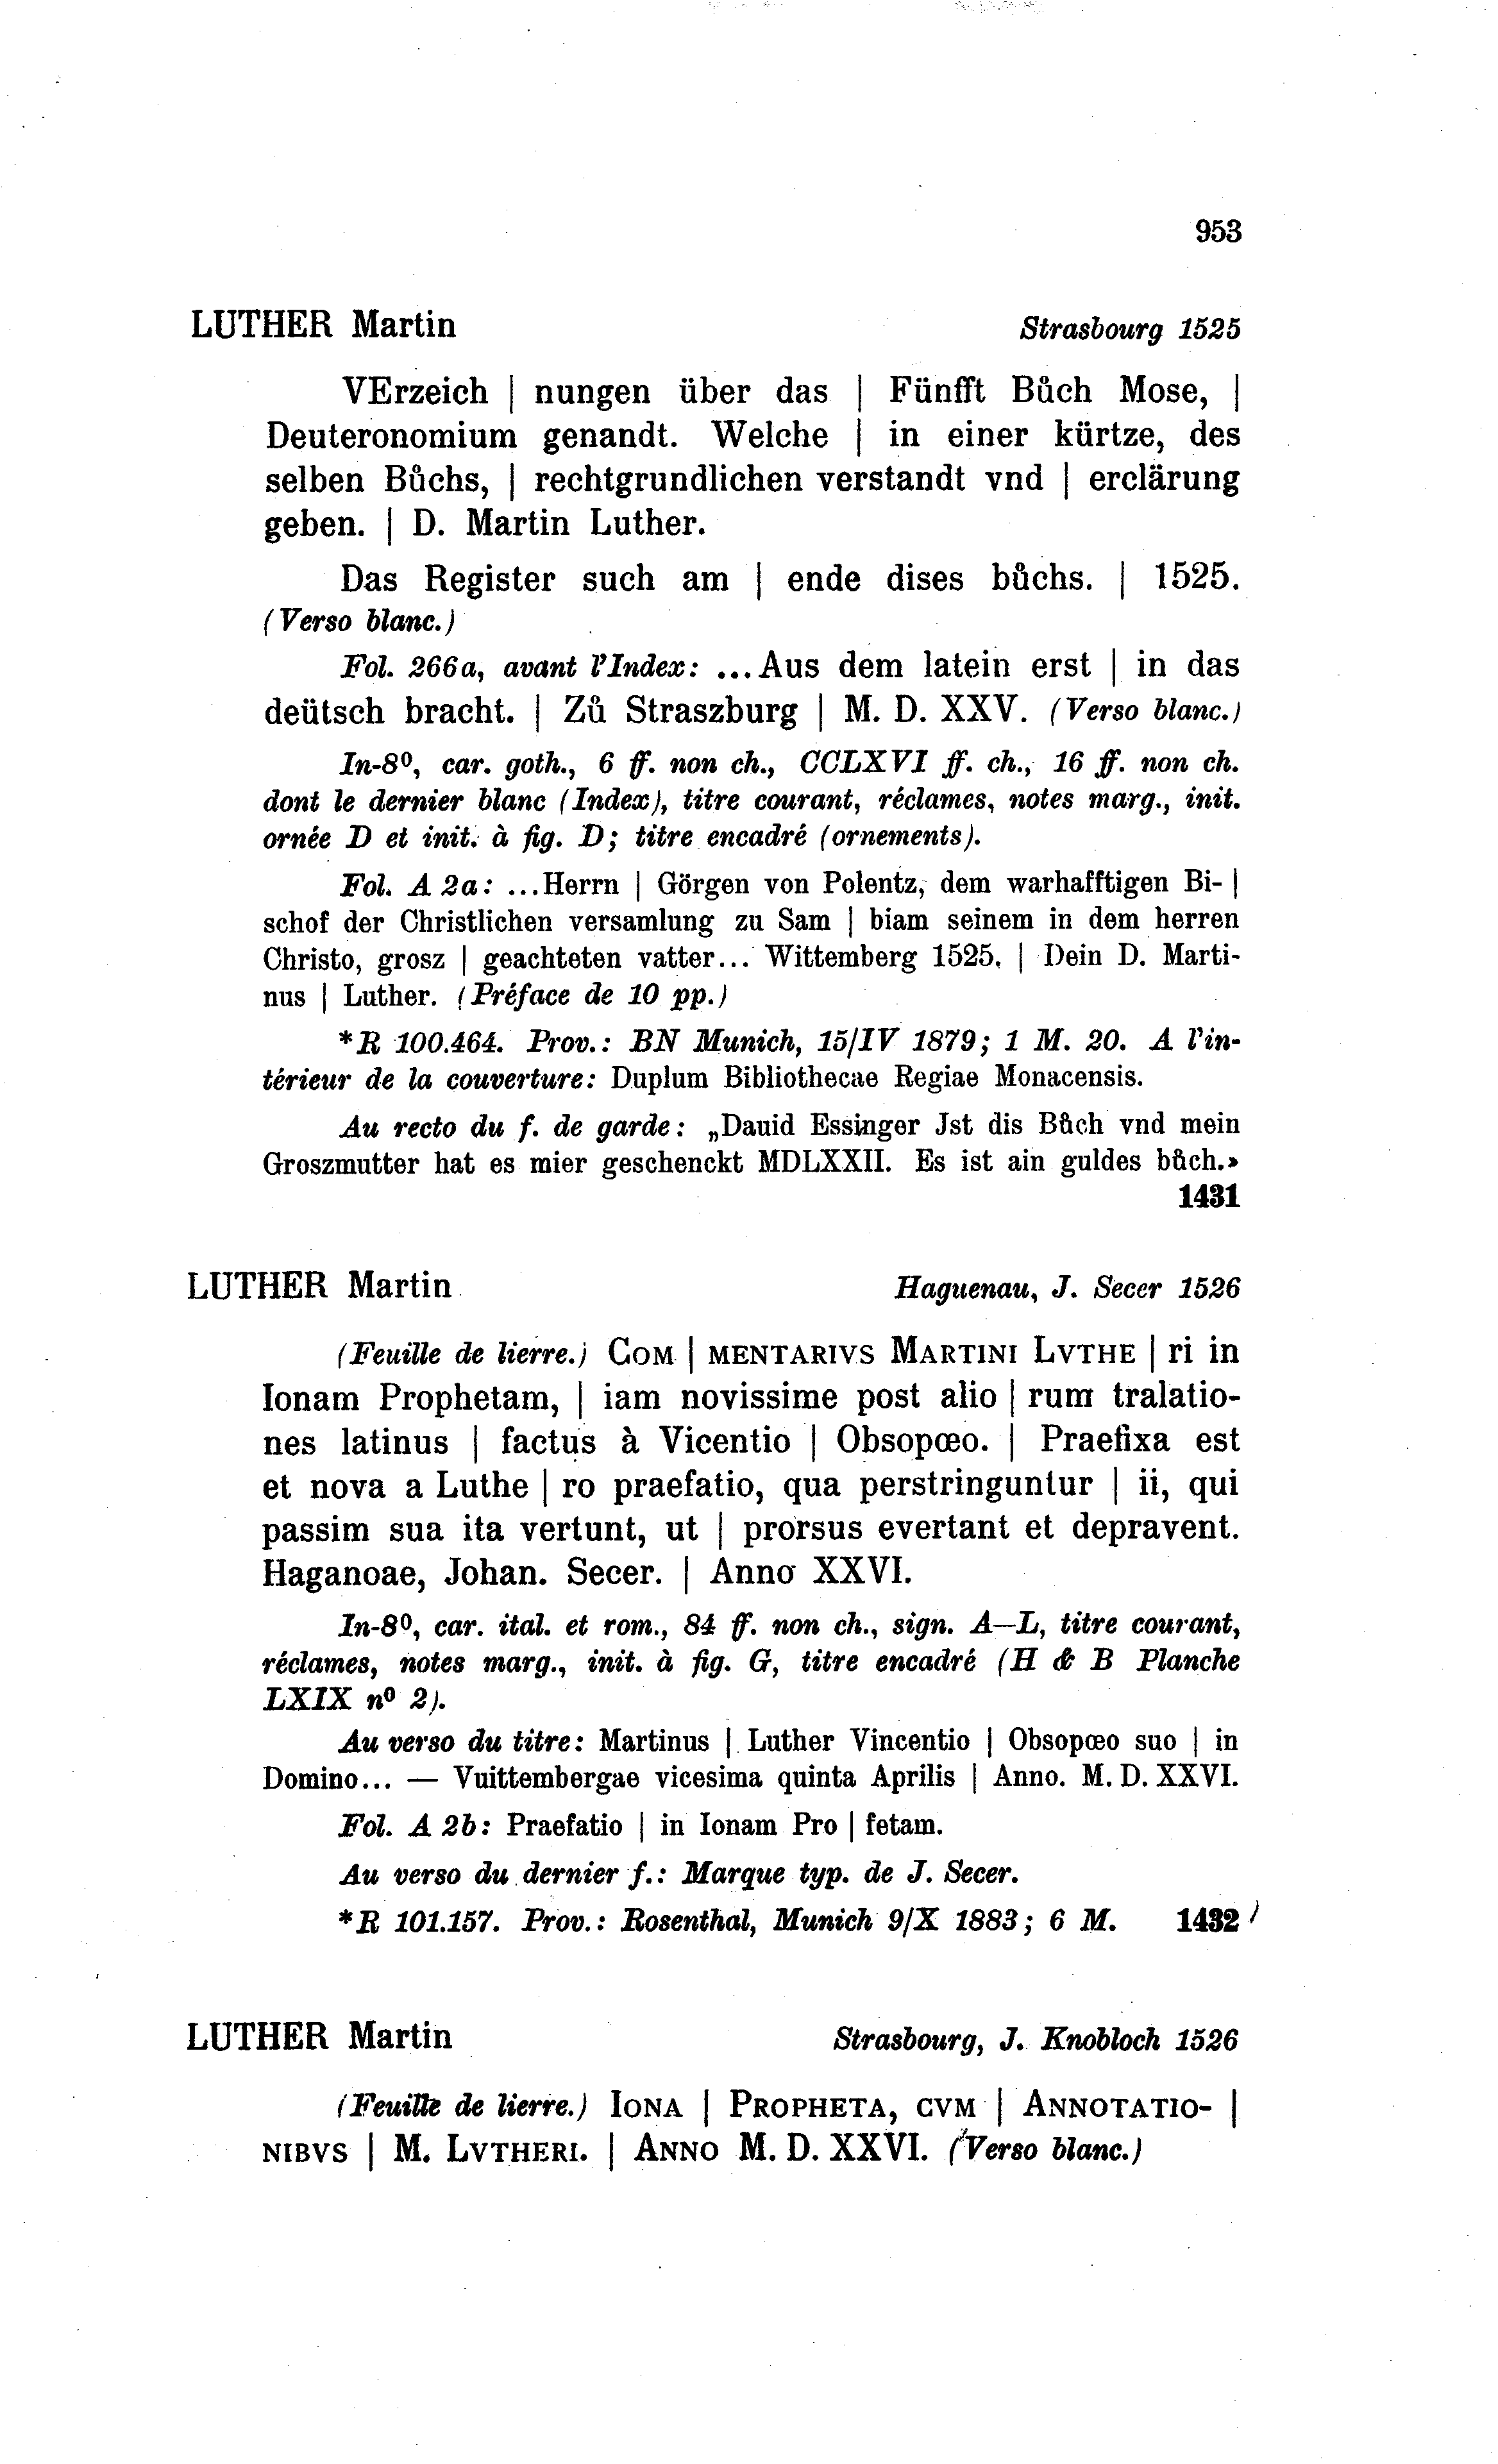 953
LUTHER Martin Strasbourg 1525
VErzeich | nungen über das | Fünfft Bůch Mose, |
Deuteronomium genandt. Welche | in einer kürtze, des
selben Bůchs, | rechtgrundlichen verstandt vnd | erclärung
geben. | D. Martin Luther.
Das Register such am | ende dises bůchs. | 1525.
(Verso blanc.)
Fol. 266a, avant l'Index: ...Aus dem latein erst | in das
deütsch bracht. | Zů Straszburg | M. D. XXV. (Verso blanc.)
In-8⁰, car. goth., 6 ff. non ch., CCLXVI ff. ch., 16 ff. non ch.
dont le dernier blanc (Index), titre courant, réclames, notes marg., init.
ornée D et init. à fig. D; titre encadré (ornements).
Fol. A 2a: ...Herrn | Görgen von Polentz, dem warhafftigen Bi- |
schof der Christlichen versamlung zu Sam | biam seinem in dem herren
Christo, grosz | geachteten vatter... Wittemberg 1525. | Dein D. Marti-
nus | Luther. (Préface de 10 pp.)
*R 100.464. Prov.: BN Munich, 15/IV 1879; 1 M. 20. A l'in-
térieur de la couverture: Duplum Bibliothecae Regiae Monacensis.
Au recto du f. de garde: „Dauid Essinger Jst dis Bůch vnd mein
Groszmutter hat es mier geschenckt MDLXXII. Es ist ain guldes bůch.»
1431
LUTHER Martin Haguenau, J. Secer 1526
(Feuille de lierre.) COM | MENTARIVS MARTINI LVTHE | ri in
Ionam Prophetam, | iam novissime post alio | rum tralatio-
nes latinus | factus à Vicentio | Obsopœo. | Praefixa est
et nova a Luthe | ro praefatio, qua perstringuntur | ii, qui
passim sua ita vertunt, ut | prorsus evertant et depravent.
Haganoae, Johan. Secer. | Anno XXVI.
In-8⁰, car. ital. et rom., 84 ff. non ch., sign. A—L, titre courant,
réclames, notes marg., init. à fig. G, titre encadré (H & B Planche
LXIX n⁰ 2).
Au verso du titre: Martinus | Luther Vincentio | Obsopœo suo | in
Domino... — Vuittembergae vicesima quinta Aprilis | Anno. M. D. XXVI.
Fol. A 2b: Praefatio | in Ionam Pro | fetam.
Au verso du dernier f.: Marque typ. de J. Secer.
*R 101.157. Prov.: Rosenthal, Munich 9/X 1883; 6 M. 1432
LUTHER Martin Strasbourg, J. Knobloch 1526
(Feuille de lierre.) IONA | PROPHETA, CVM | ANNOTATIO- |
NIBVS | M. LVTHERI. | ANNO M. D. XXVI. (Verso blanc.)